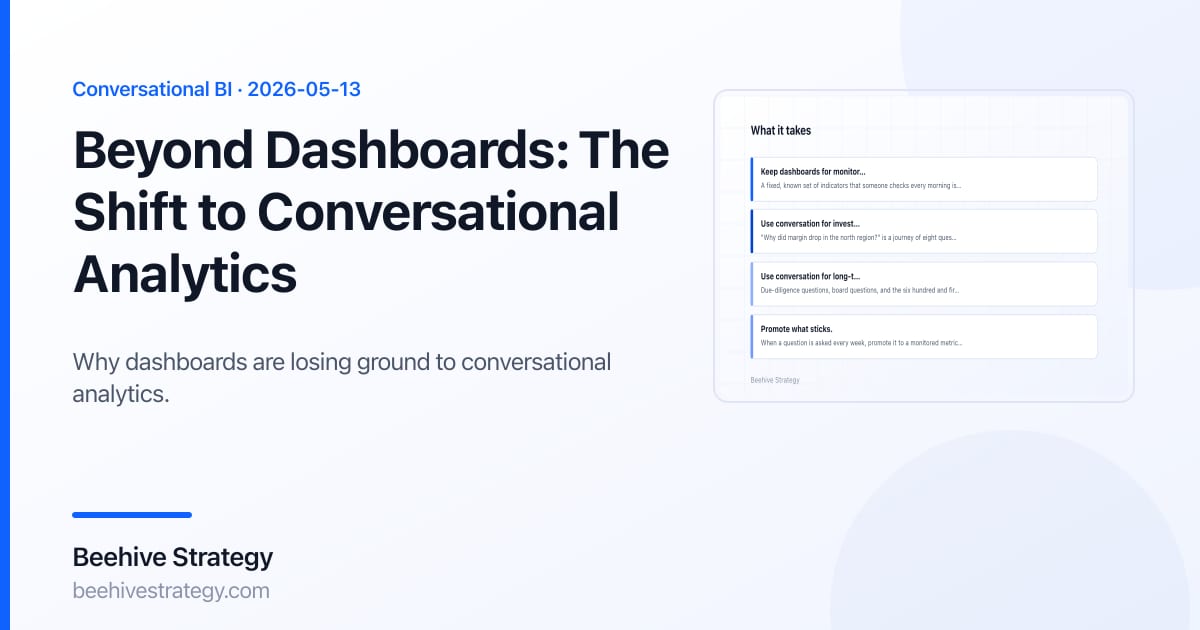 Conversational BI · 2026-05-13
Beyond Dashboards: The
Shift to Conversational
Analytics
Why dashboards are losing ground to conversational
analytics.
Beehive Strategy
beehivestrategy.com
What it takes
Keep dashboards for monitor...
A fixed, known set of indicators that someone checks every morning is...
Use conversation for invest...
"Why did margin drop in the north region?" is a journey of eight ques...
Use conversation for long-t...
Due-diligence questions, board questions, and the six hundred and fir...
Promote what sticks.
When a question is asked every week, promote it to a monitored metric...
Beehive Strategy